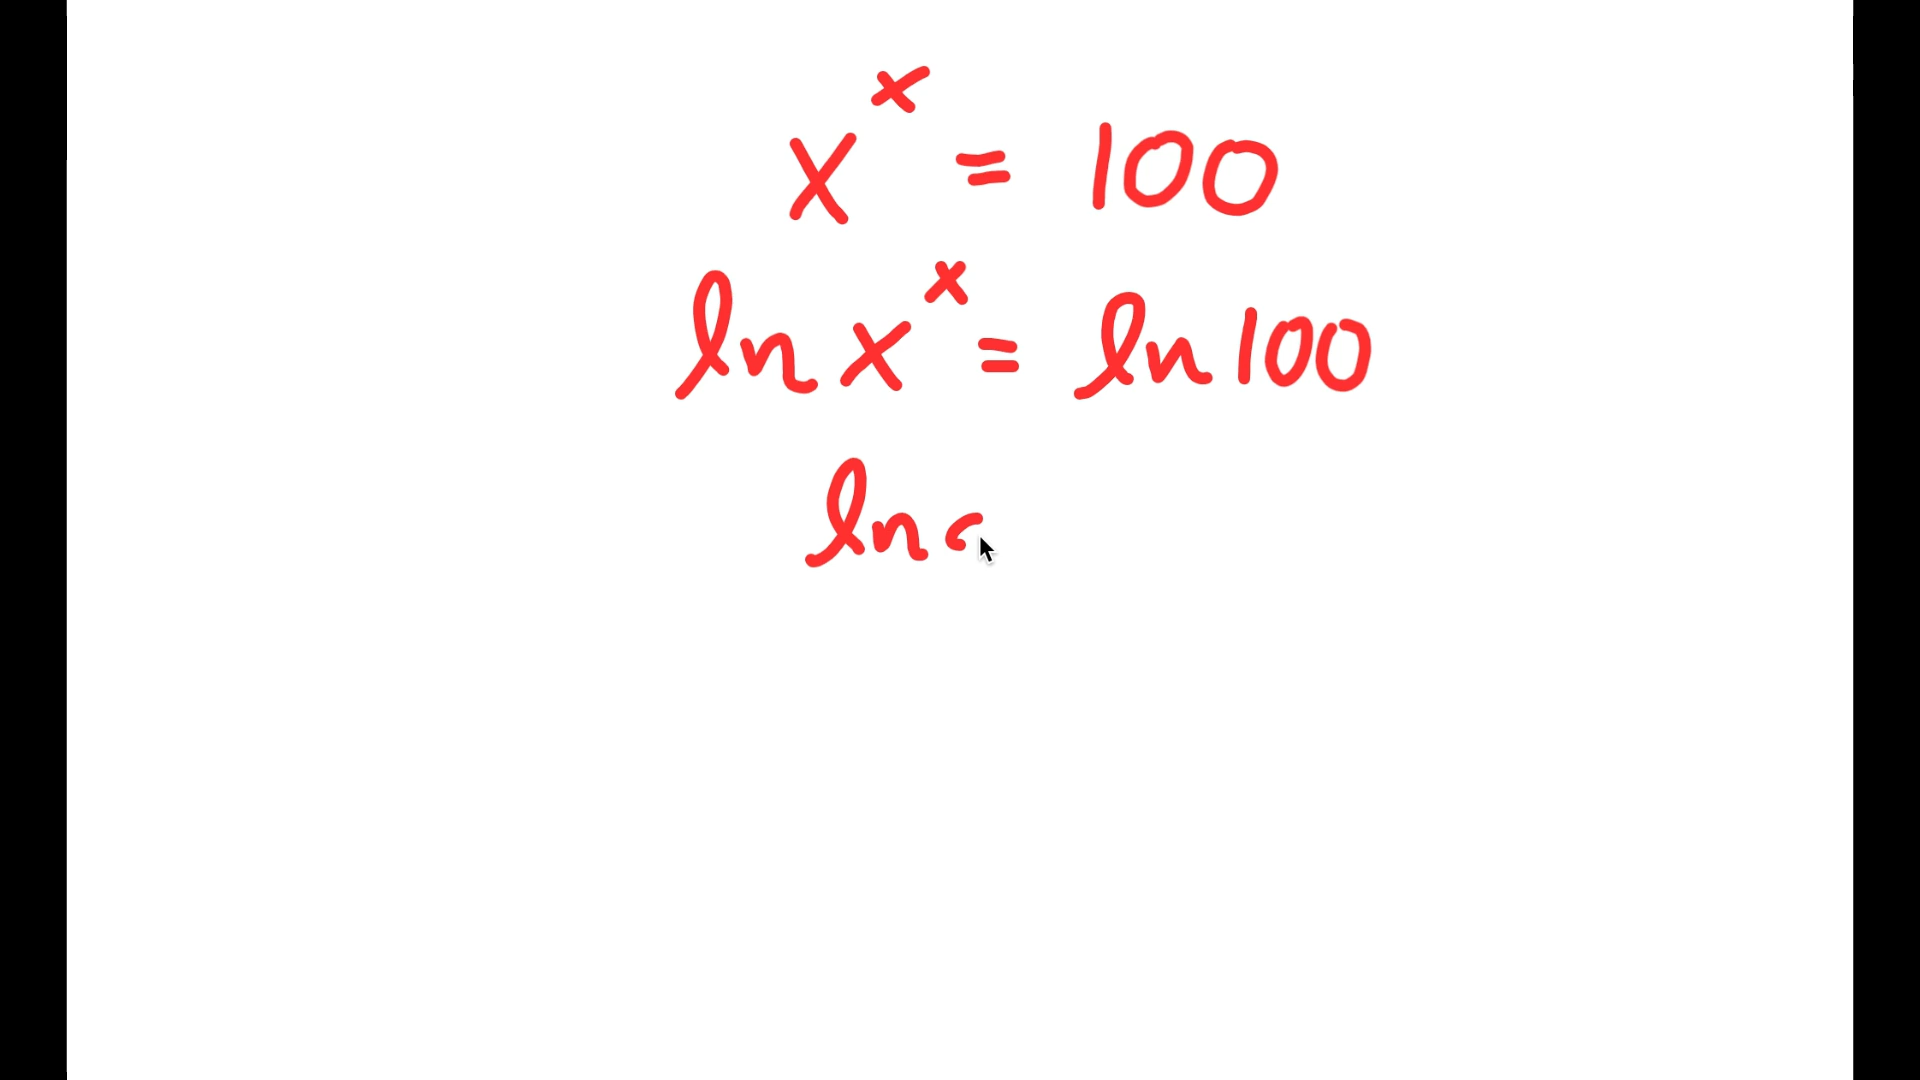 x^x = 100
ln x^x = ln 100
ln